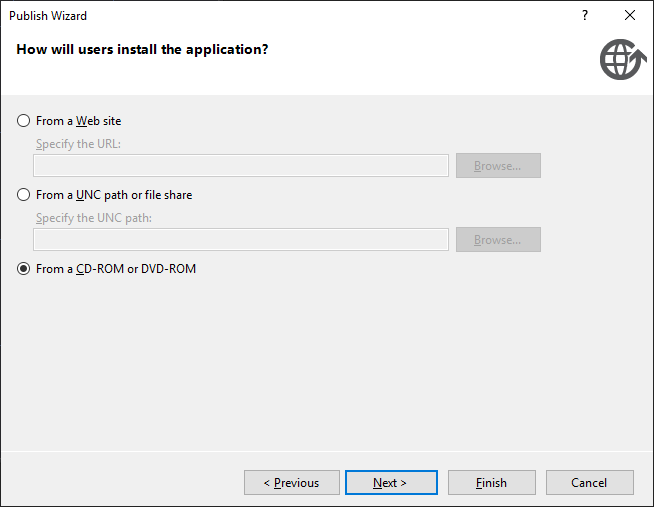 Publish Wizard
?
How will users install the application?
From a Web site
Specify the URL:
Browse...
From a UNC path or file share
Specify the UNC path:
Browse...
From a CD-ROM or DVD-ROM
< Previous
Next >
Finish
Cancel